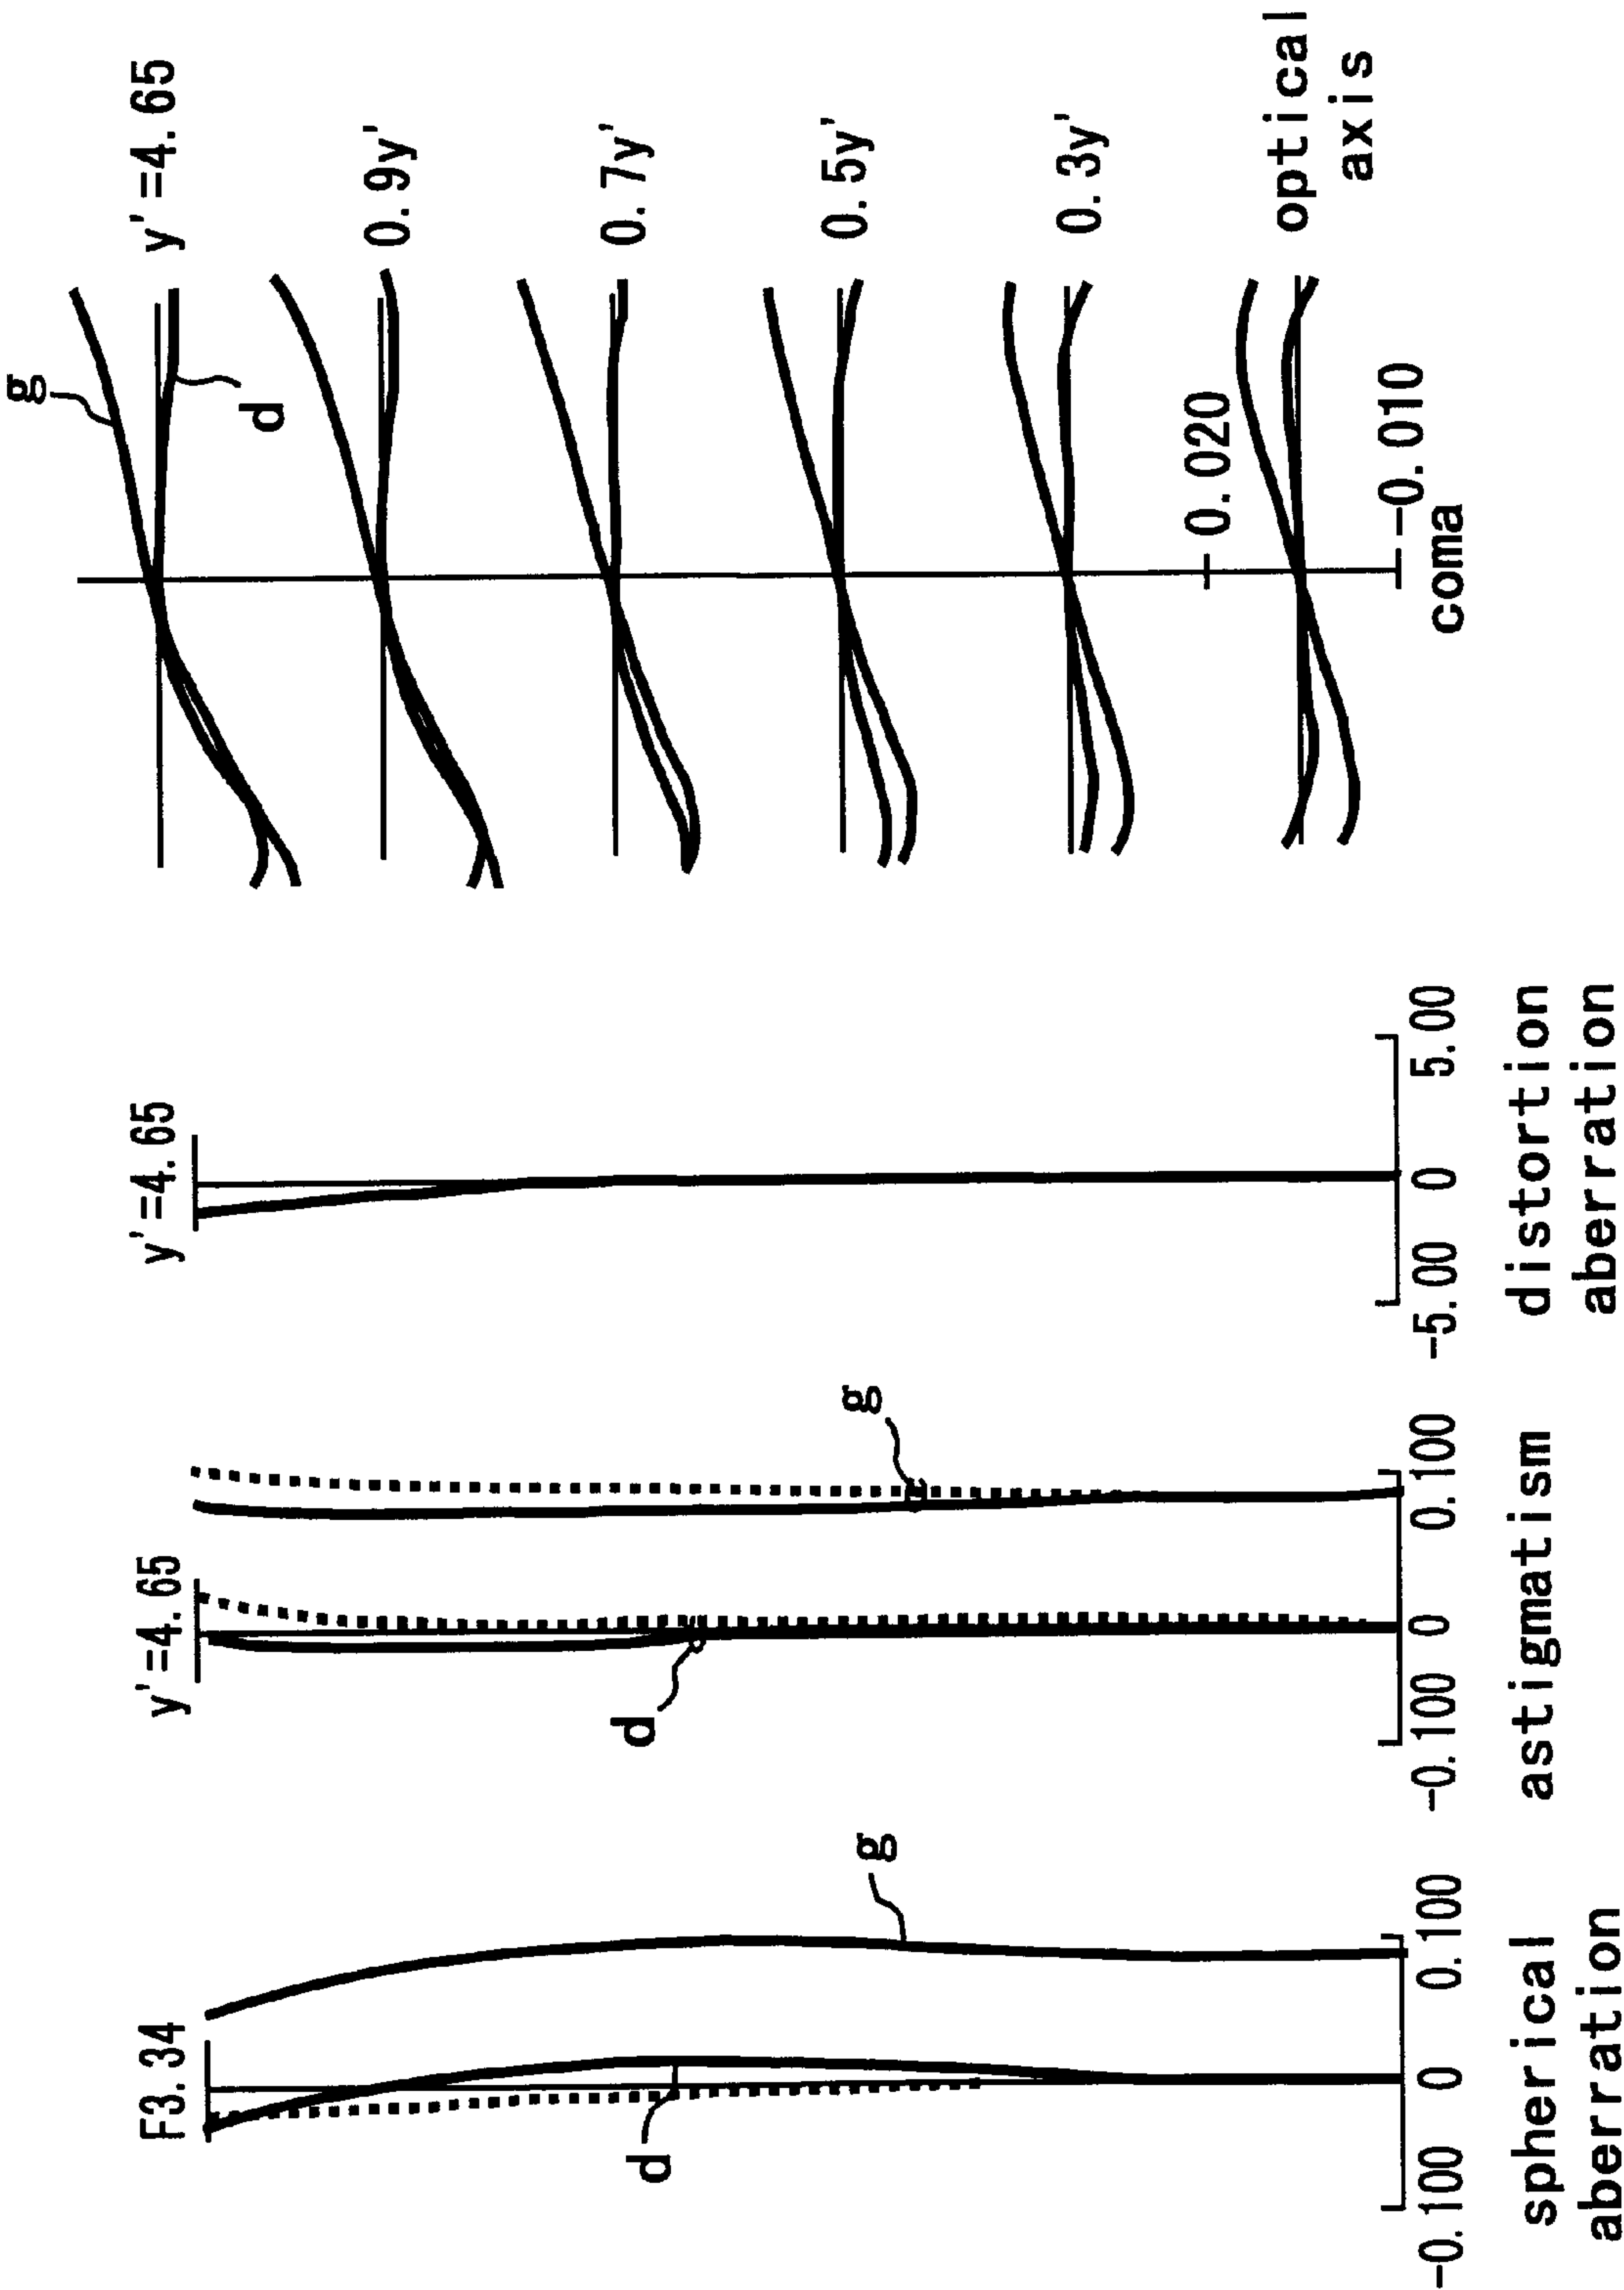 F3.34
g
d
-0.100 0 0.100
spherical
aberration
y'=4.65
g
d
-0.100 0 0.100
astigmatism
y'=4.65
-5.00 0 5.00
distortion
aberration
g
d
y'=4.65
0.9y'
0.7y'
0.5y'
0.3y'
optical
axis
0.020
-0.010
coma